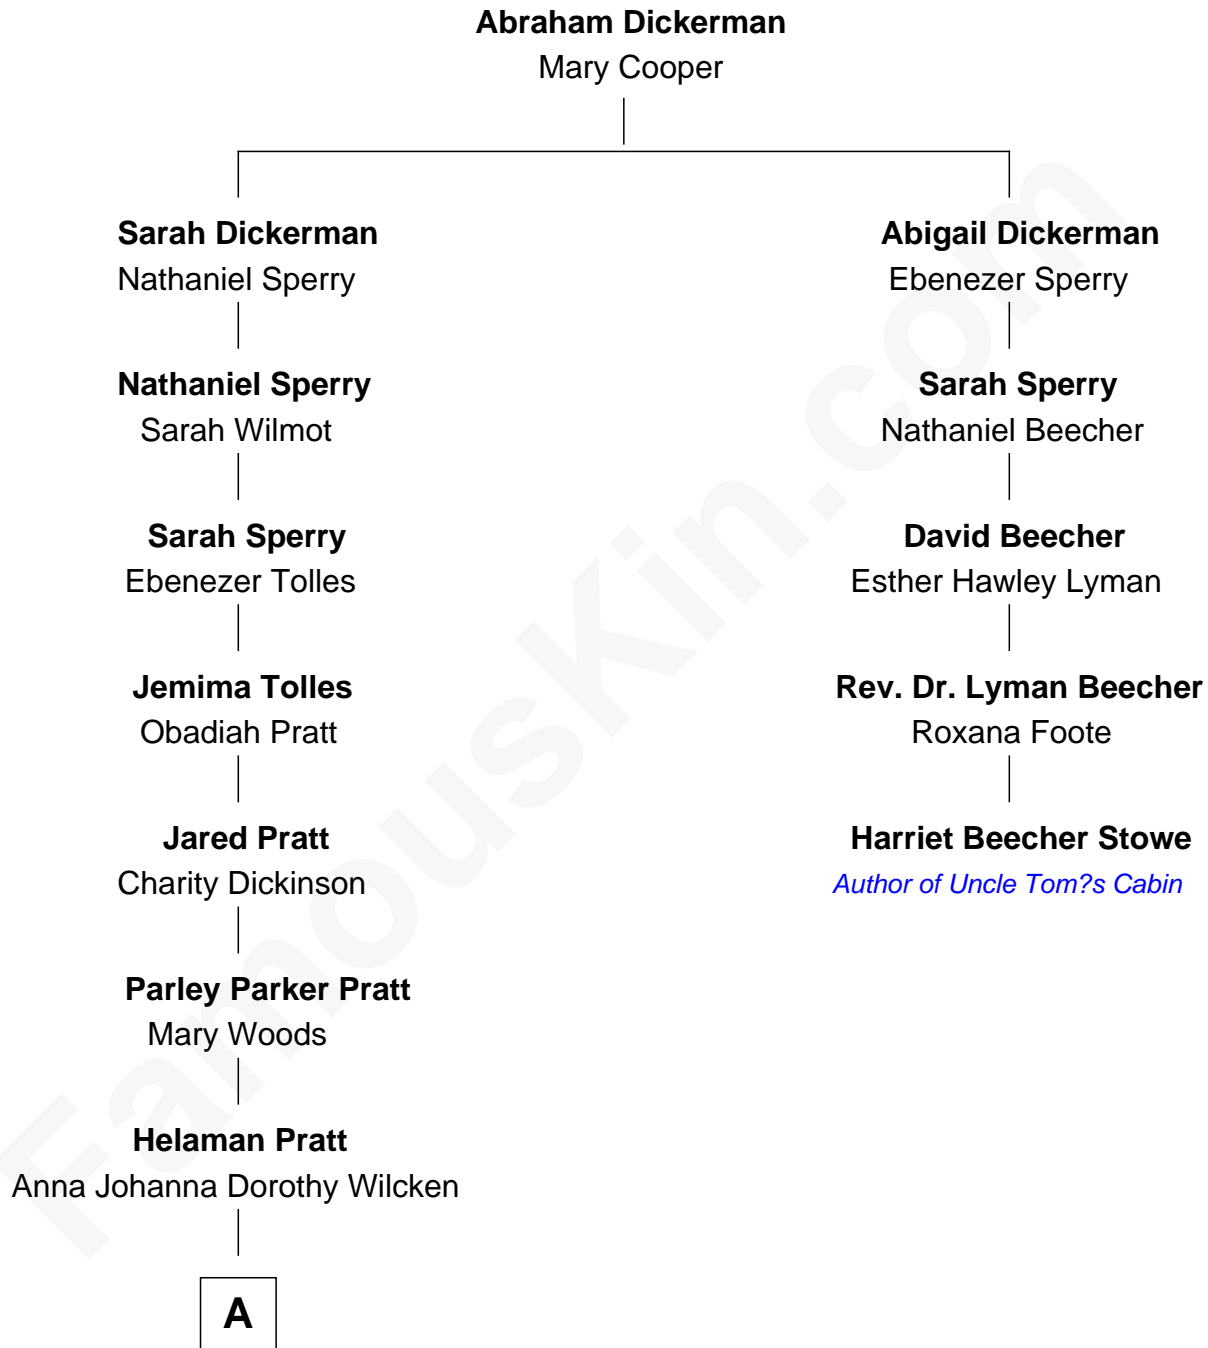 Abraham Dickerman
Mary Cooper
Sarah Dickerman
Nathaniel Sperry
Abigail Dickerman
Ebenezer Sperry
Nathaniel Sperry
Sarah Wilmot
Sarah Sperry
Nathaniel Beecher
Sarah Sperry
Ebenezer Tolles
David Beecher
Esther Hawley Lyman
Jemima Tolles
Obadiah Pratt
Rev. Dr. Lyman Beecher
Roxana Foote
Jared Pratt
Charity Dickinson
Harriet Beecher Stowe
Author of Uncle Tom?s Cabin
Parley Parker Pratt
Mary Woods
Helaman Pratt
Anna Johanna Dorothy Wilcken
A
FamousKin.com